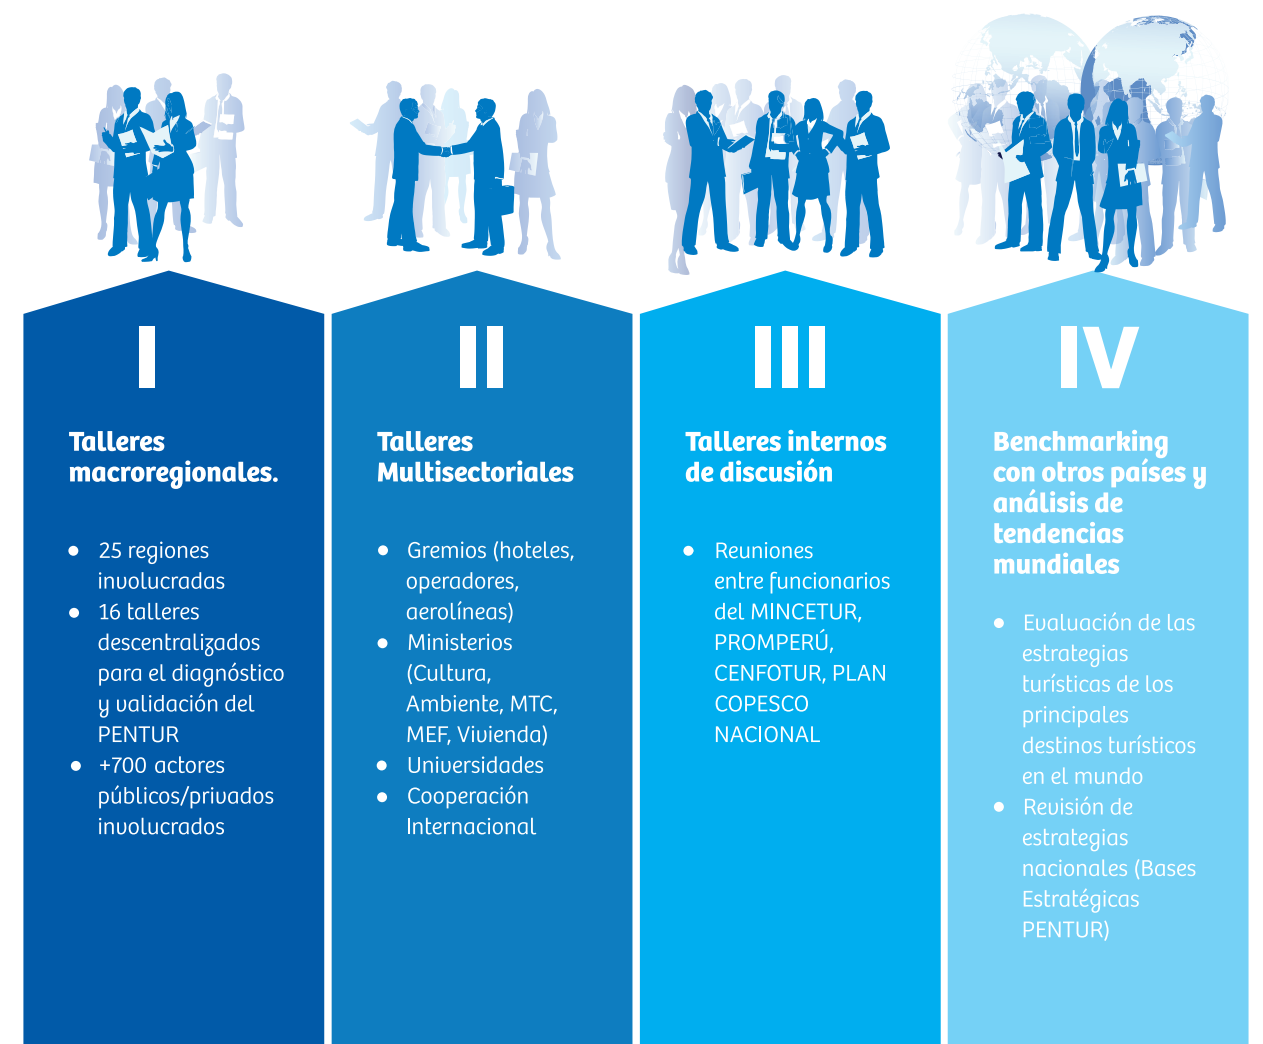 I
Talleres
macroregionales.
• 25 regiones
involucradas
• 16 talleres
descentralizados
para el diagnóstico
y validación del
PENTUR
• +700 actores
públicos/privados
involucrados
II
Talleres
Multisectoriales
• Gremios (hoteles,
operadores,
aerolíneas)
• Ministerios
(Cultura,
Ambiente, MTC,
MEF, Vivienda)
• Universidades
• Cooperación
Internacional
III
Talleres internos
de discusión
• Reuniones
entre funcionarios
del MINCETUR,
PROMPERÚ,
CENFOTUR, PLAN
COPESCO
NACIONAL
IV
Benchmarking
con otros países y
análisis de
tendencias
mundiales
• Evaluación de las
estrategias
turísticas de los
principales
destinos turísticos
en el mundo
• Revisión de
estrategias
nacionales (Bases
Estratégicas
PENTUR)